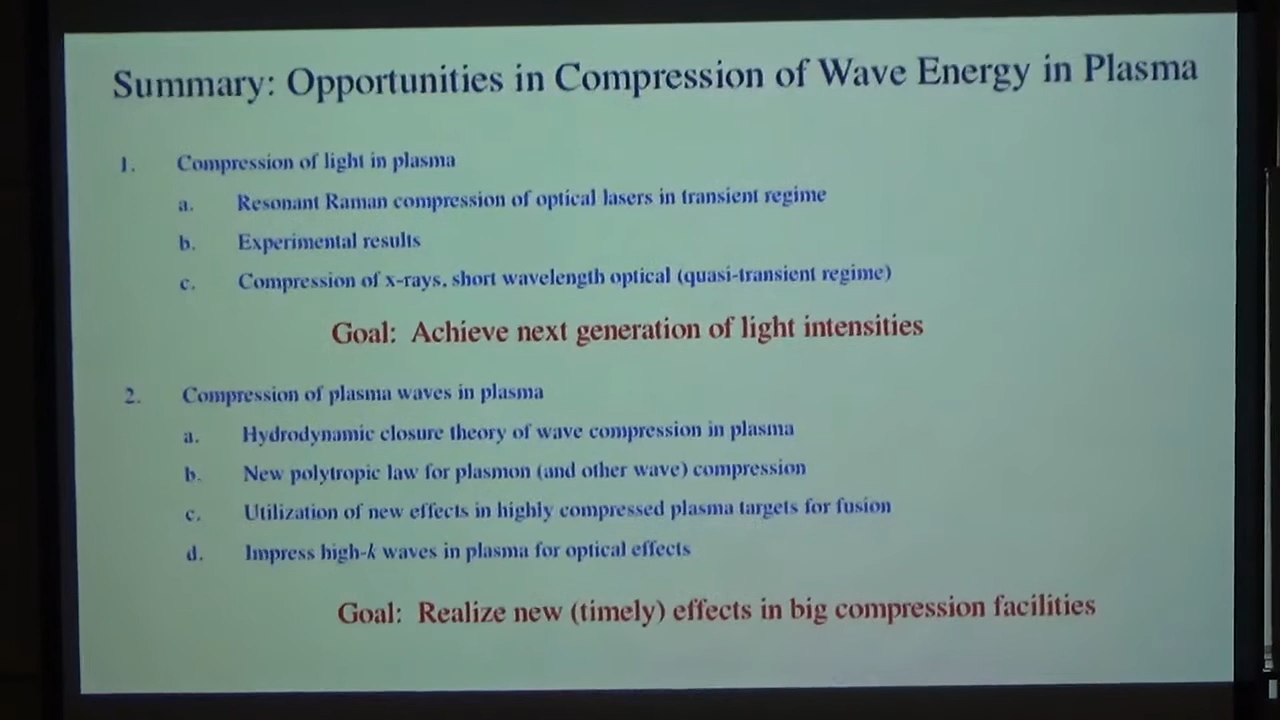 Summary: Opportunities in Compression of Wave Energy in Plasma
1. Compression of light in plasma
a. Resonant Raman compression of optical lasers in transient regime
b. Experimental results
c. Compression of x-rays, short wavelength optical (quasi-transient regime)
Goal: Achieve next generation of light intensities
2. Compression of plasma waves in plasma
a. Hydrodynamic closure theory of wave compression in plasma
b. New polytropic law for plasmon (and other wave) compression
c. Utilization of new effects in highly compressed plasma targets for fusion
d. Impress high-k waves in plasma for optical effects
Goal: Realize new (timely) effects in big compression facilities